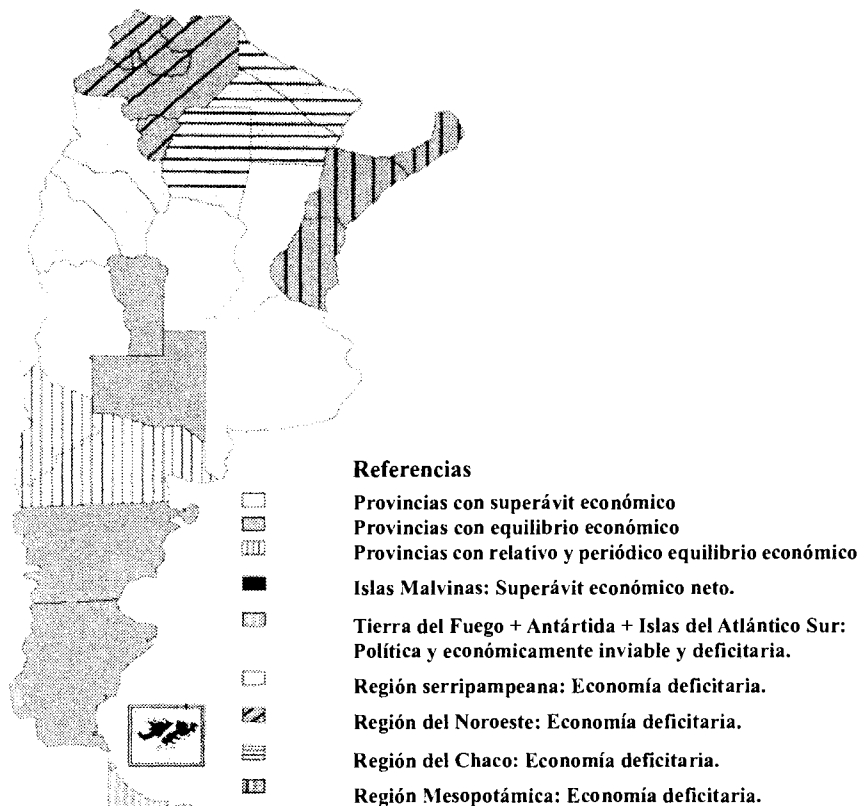 Referencias
Provincias con superávit económico
Provincias con equilibrio económico
Provincias con relativo y periódico equilibrio económico
Islas Malvinas: Superávit económico neto.
Tierra del Fuego + Antártida + Islas del Atlántico Sur:
Política y económicamente inviable y deficitaria.
Región serripampeana: Economía deficitaria.
Región del Noroeste: Economía deficitaria.
Región del Chaco: Economía deficitaria.
Región Mesopotámica: Economía deficitaria.